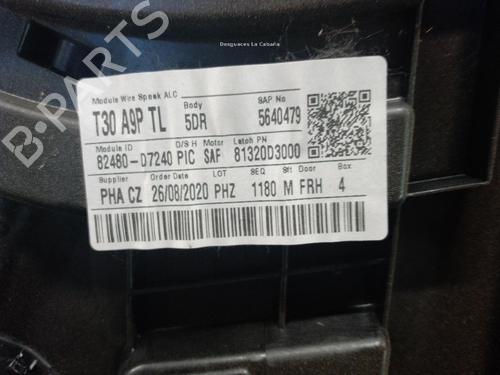 Desguaces La Cabaña
B-PARTS
Module Wire Speak ALC
T30 A9P TL
Body
5DR
SAP No
5640479
Module ID
82480-D7240
O/S H
PIC
Motor
SAF
Latch PN
81320D3000
Supplier
PHA CZ
Order Date
26/08/2020
LOT
PHZ
SEQ
1180
Sft
M
Door
FRH
Box
4